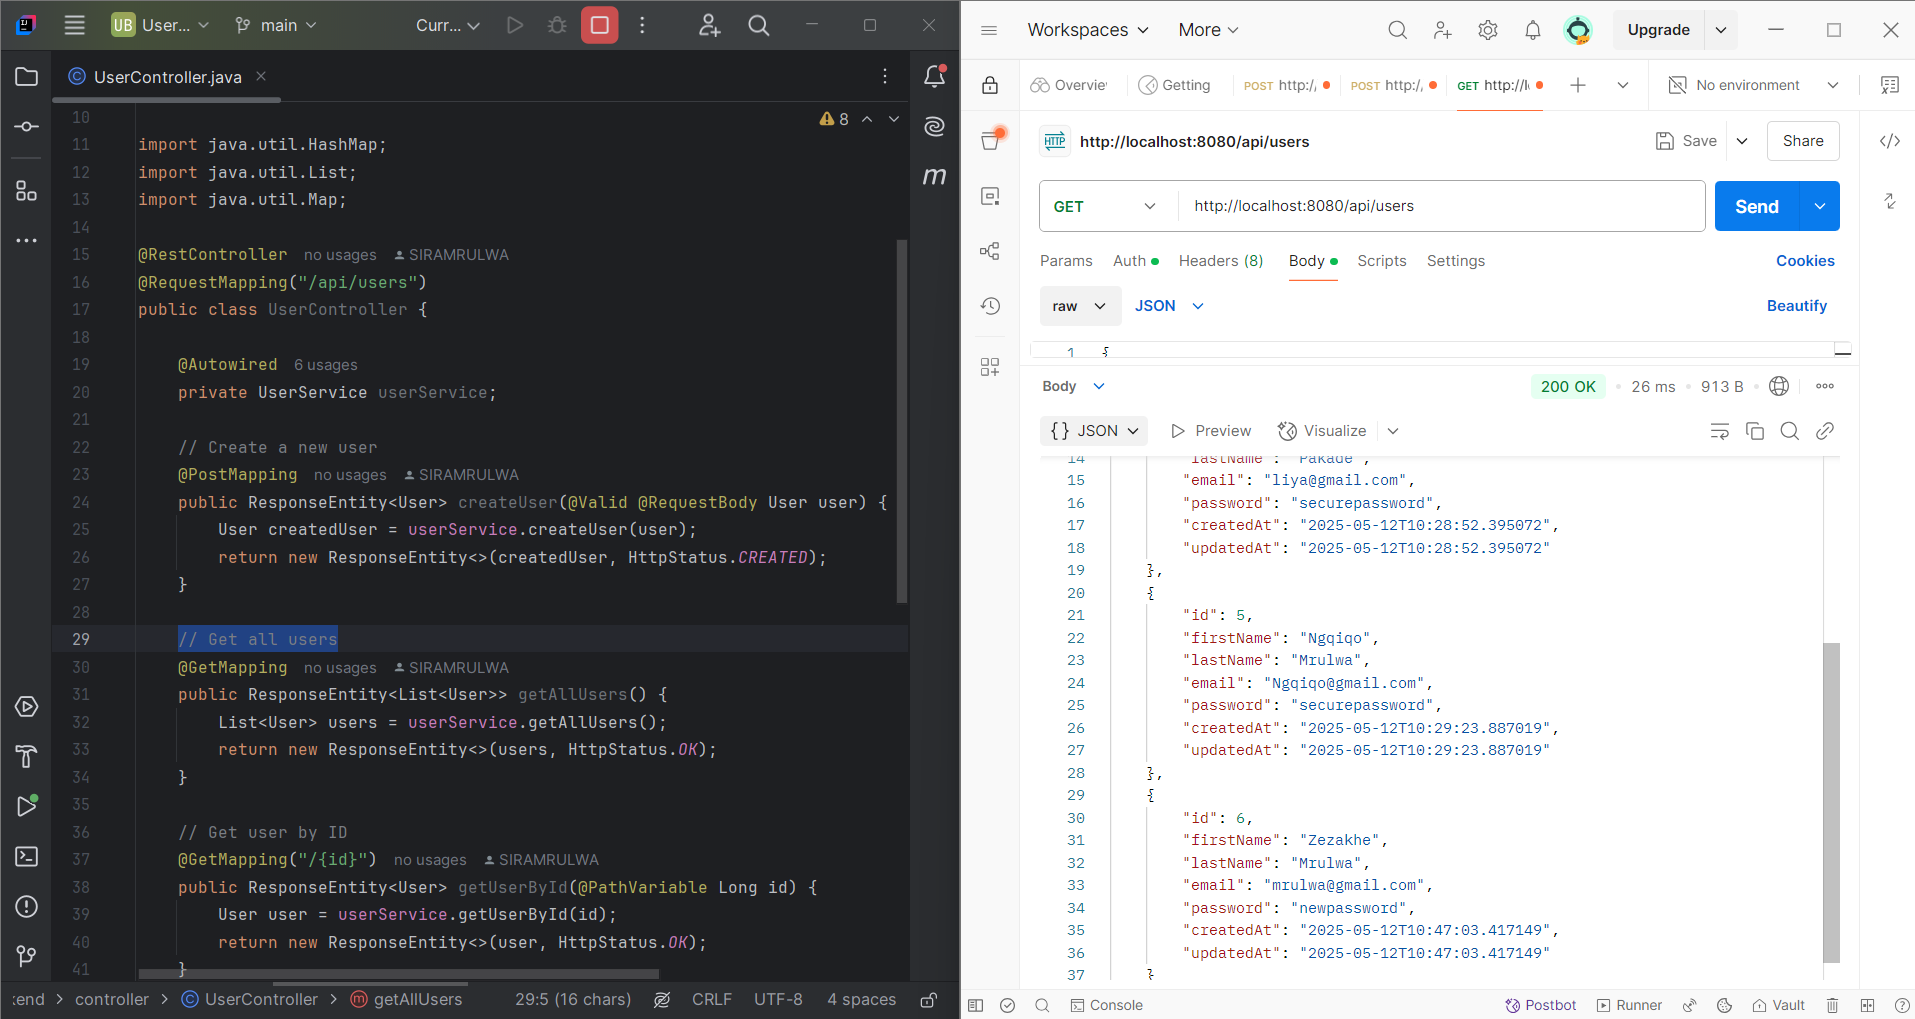 UB User...
main
Curr...
UserController.java
8
10
11 import java.util.HashMap;
12 import java.util.List;
13 import java.util.Map;
14
15 @RestController no usages SIRAMRULWA
16 @RequestMapping("/api/users")
17 public class UserController {
18
19 @Autowired 6 usages
20 private UserService userService;
21
22 // Create a new user
23 @PostMapping no usages SIRAMRULWA
24 public ResponseEntity<User> createUser(@Valid @RequestBody User user) {
25 User createdUser = userService.createUser(user);
26 return new ResponseEntity<>(createdUser, HttpStatus.CREATED);
27 }
28
29 // Get all users
30 @GetMapping no usages SIRAMRULWA
31 public ResponseEntity<List<User>> getAllUsers() {
32 List<User> users = userService.getAllUsers();
33 return new ResponseEntity<>(users, HttpStatus.OK);
34 }
35
36 // Get user by ID
37 @GetMapping("/{id}") no usages SIRAMRULWA
38 public ResponseEntity<User> getUserById(@PathVariable Long id) {
39 User user = userService.getUserById(id);
40 return new ResponseEntity<>(user, HttpStatus.OK);
41 }
:end > controller > UserController > getAllUsers 29:5 (16 chars) CRLF UTF-8 4 spaces
Workspaces More Upgrade
Overvie Getting POST http:/, POST http:/, GET http://l No environment
HTTP http://localhost:8080/api/users Save Share
GET http://localhost:8080/api/users Send
Params Auth Headers (8) Body Scripts Settings Cookies
raw JSON Beautify
1 {
Body 200 OK 26 ms 913 B
{} JSON Preview Visualize
14 "lastName": "Pakade",
15 "email": "liya@gmail.com",
16 "password": "securepassword",
17 "createdAt": "2025-05-12T10:28:52.395072",
18 "updatedAt": "2025-05-12T10:28:52.395072"
19 },
20 {
21 "id": 5,
22 "firstName": "Ngqiqo",
23 "lastName": "Mrulwa",
24 "email": "Ngqiqo@gmail.com",
25 "password": "securepassword",
26 "createdAt": "2025-05-12T10:29:23.887019",
27 "updatedAt": "2025-05-12T10:29:23.887019"
28 },
29 {
30 "id": 6,
31 "firstName": "Zezakhe",
32 "lastName": "Mrulwa",
33 "email": "mrulwa@gmail.com",
34 "password": "newpassword",
35 "createdAt": "2025-05-12T10:47:03.417149",
36 "updatedAt": "2025-05-12T10:47:03.417149"
37 }
Console Postbot Runner Vault